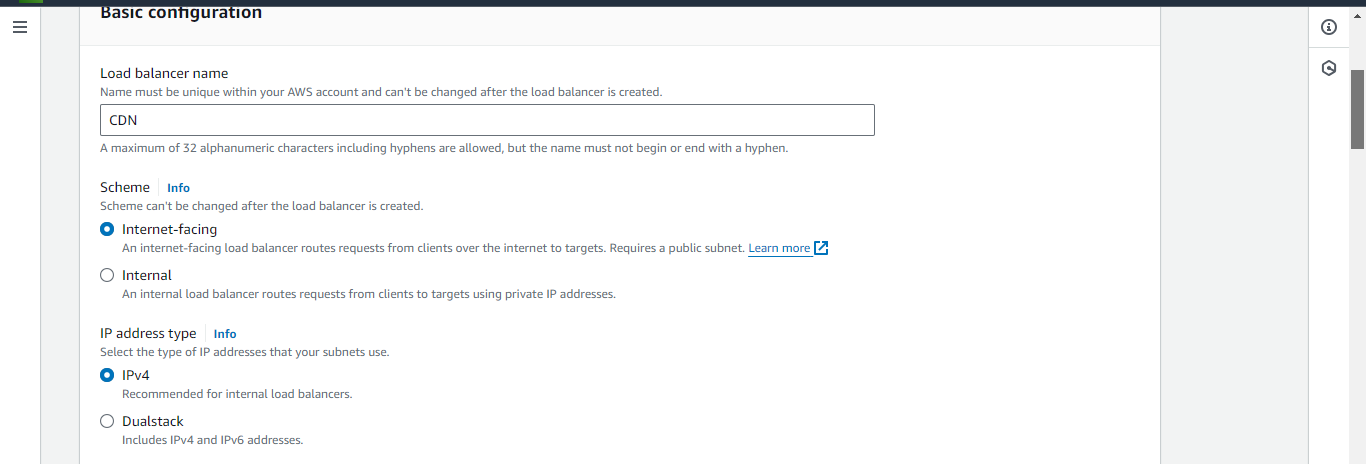 Basic configuration
Load balancer name
Name must be unique within your AWS account and can't be changed after the load balancer is created.
CDN
A maximum of 32 alphanumeric characters including hyphens are allowed, but the name must not begin or end with a hyphen.
Scheme Info
Scheme can't be changed after the load balancer is created.
Internet-facing
An internet-facing load balancer routes requests from clients over the internet to targets. Requires a public subnet. Learn more
Internal
An internal load balancer routes requests from clients to targets using private IP addresses.
IP address type Info
Select the type of IP addresses that your subnets use.
IPv4
Recommended for internal load balancers.
Dualstack
Includes IPv4 and IPv6 addresses.